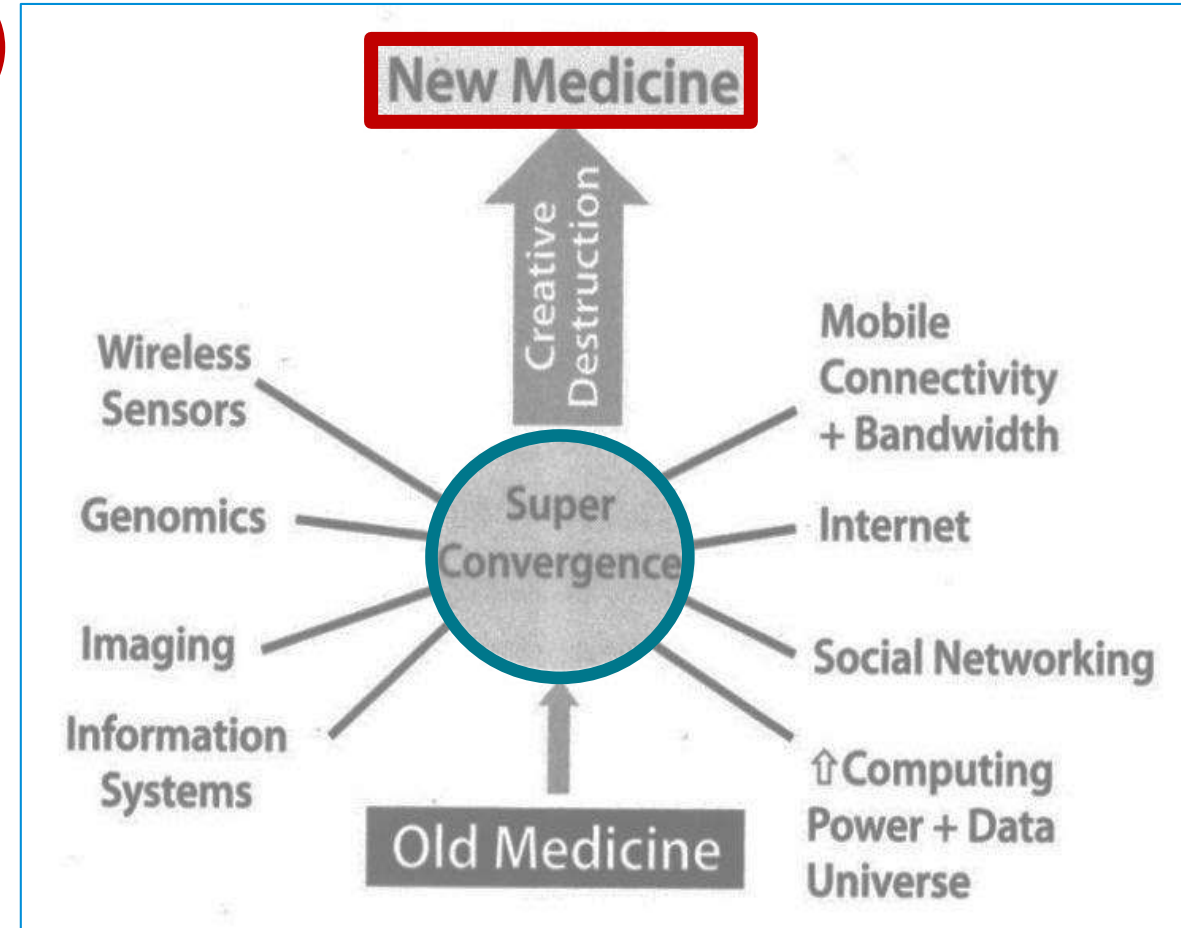 New Medicine
Creative
Destruction
Wireless
Sensors
Genomics
Imaging
Information
Systems
Super
Convergence
Mobile
Connectivity
+ Bandwidth
Internet
Social Networking
⇧Computing
Power + Data
Universe
Old Medicine